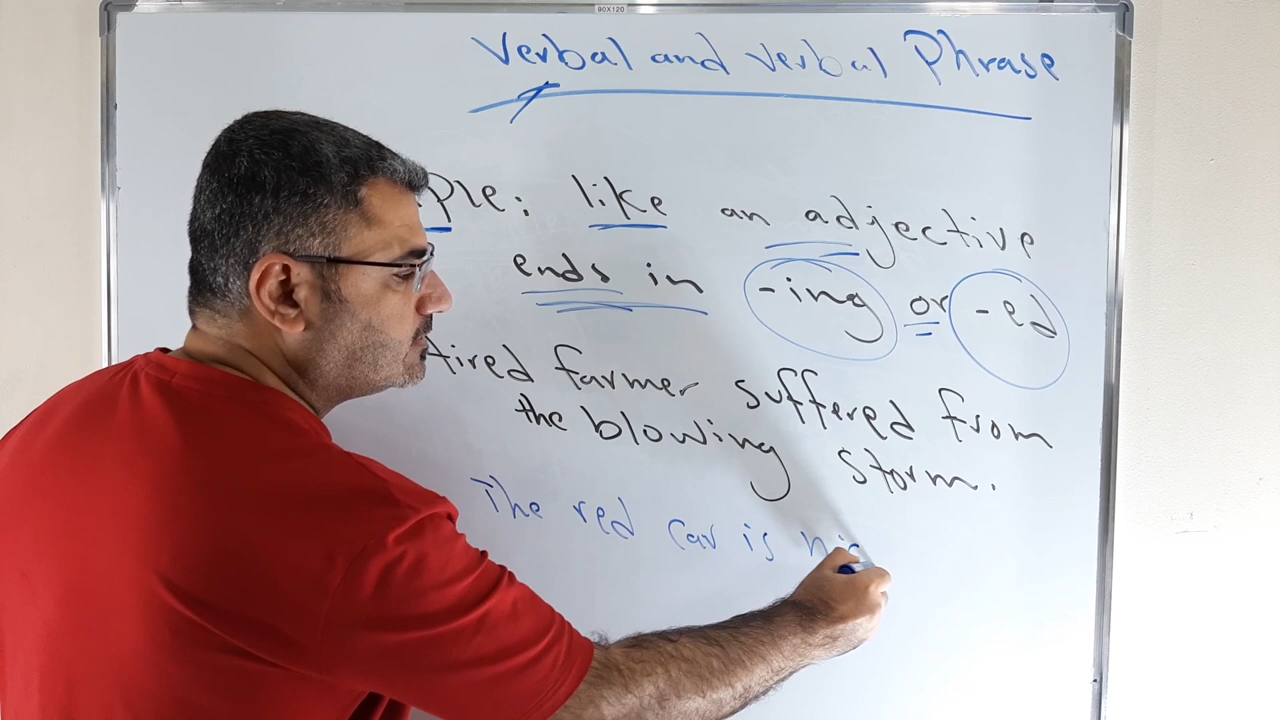 90X120
Verbal and verbal Phrase
ple: like an adjective
ends in -ing or -ed
tired farmer suffered from
the blowing storm.
The red car is